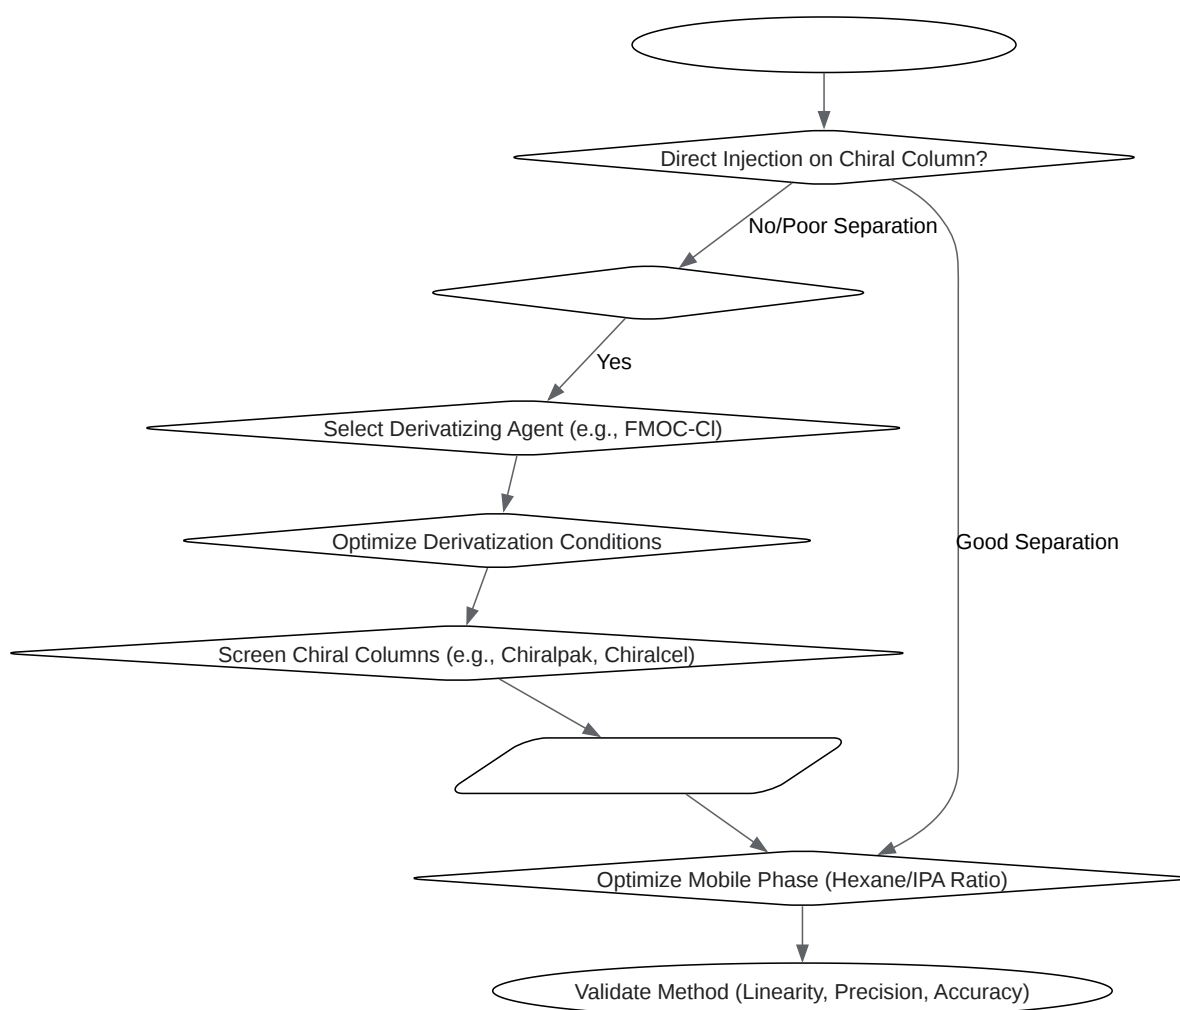 Direct Injection on Chiral Column?
No/Poor Separation
Yes
Select Derivatizing Agent (e.g., FMOC-Cl)
Optimize Derivatization Conditions
Good Separation
Screen Chiral Columns (e.g., Chiralpak, Chiralcel)
Optimize Mobile Phase (Hexane/IPA Ratio)
Validate Method (Linearity, Precision, Accuracy)